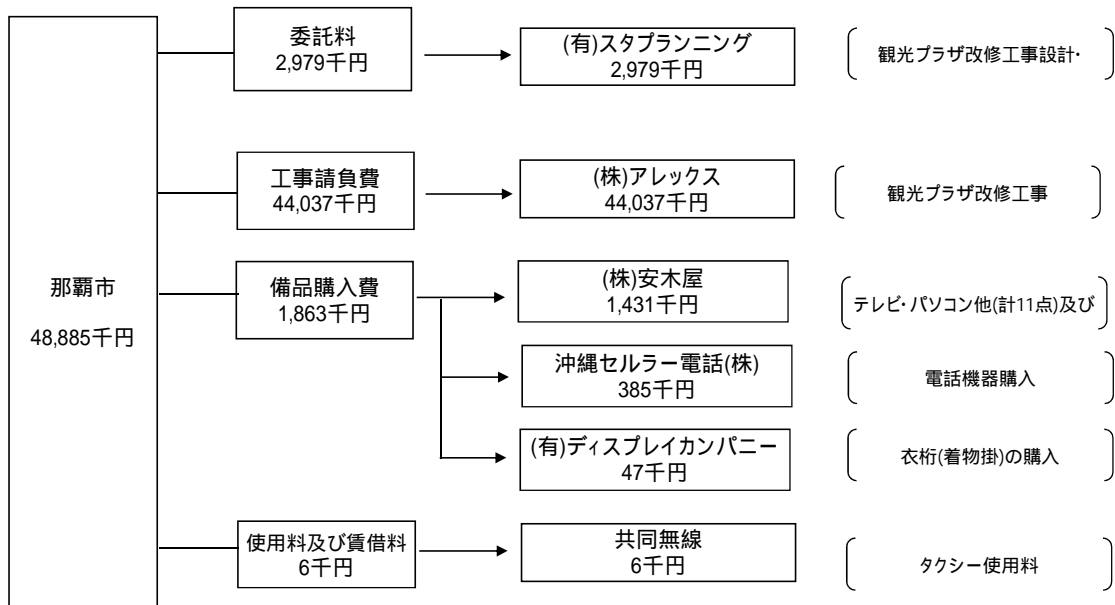 那覇市
48,885千円
委託料
2,979千円
(有)スタプランニング
2,979千円
観光プラザ改修工事設計・
工事請負費
44,037千円
(株)アレックス
44,037千円
観光プラザ改修工事
備品購入費
1,863千円
(株)安木屋
1,431千円
テレビ・パソコン他(計11点)及び
沖縄セルラー電話(株)
385千円
電話機器購入
(有)ディスプレイカンパニー
47千円
衣桁(着物掛)の購入
使用料及び賃借料
6千円
共同無線
6千円
タクシー使用料